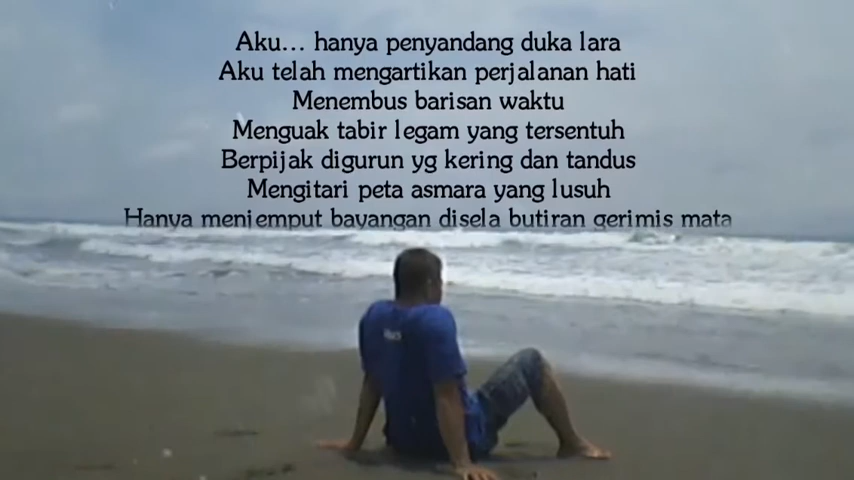 Aku... hanya penyandang duka lara
Aku telah mengartikan perjalanan hati
Menembus barisan waktu
Menguak tabir legam yang tersentuh
Berpijak digurun yg kering dan tandus
Mengitari peta asmara yang lusuh
Hanya menjemput bayangan disela butiran gerimis mata